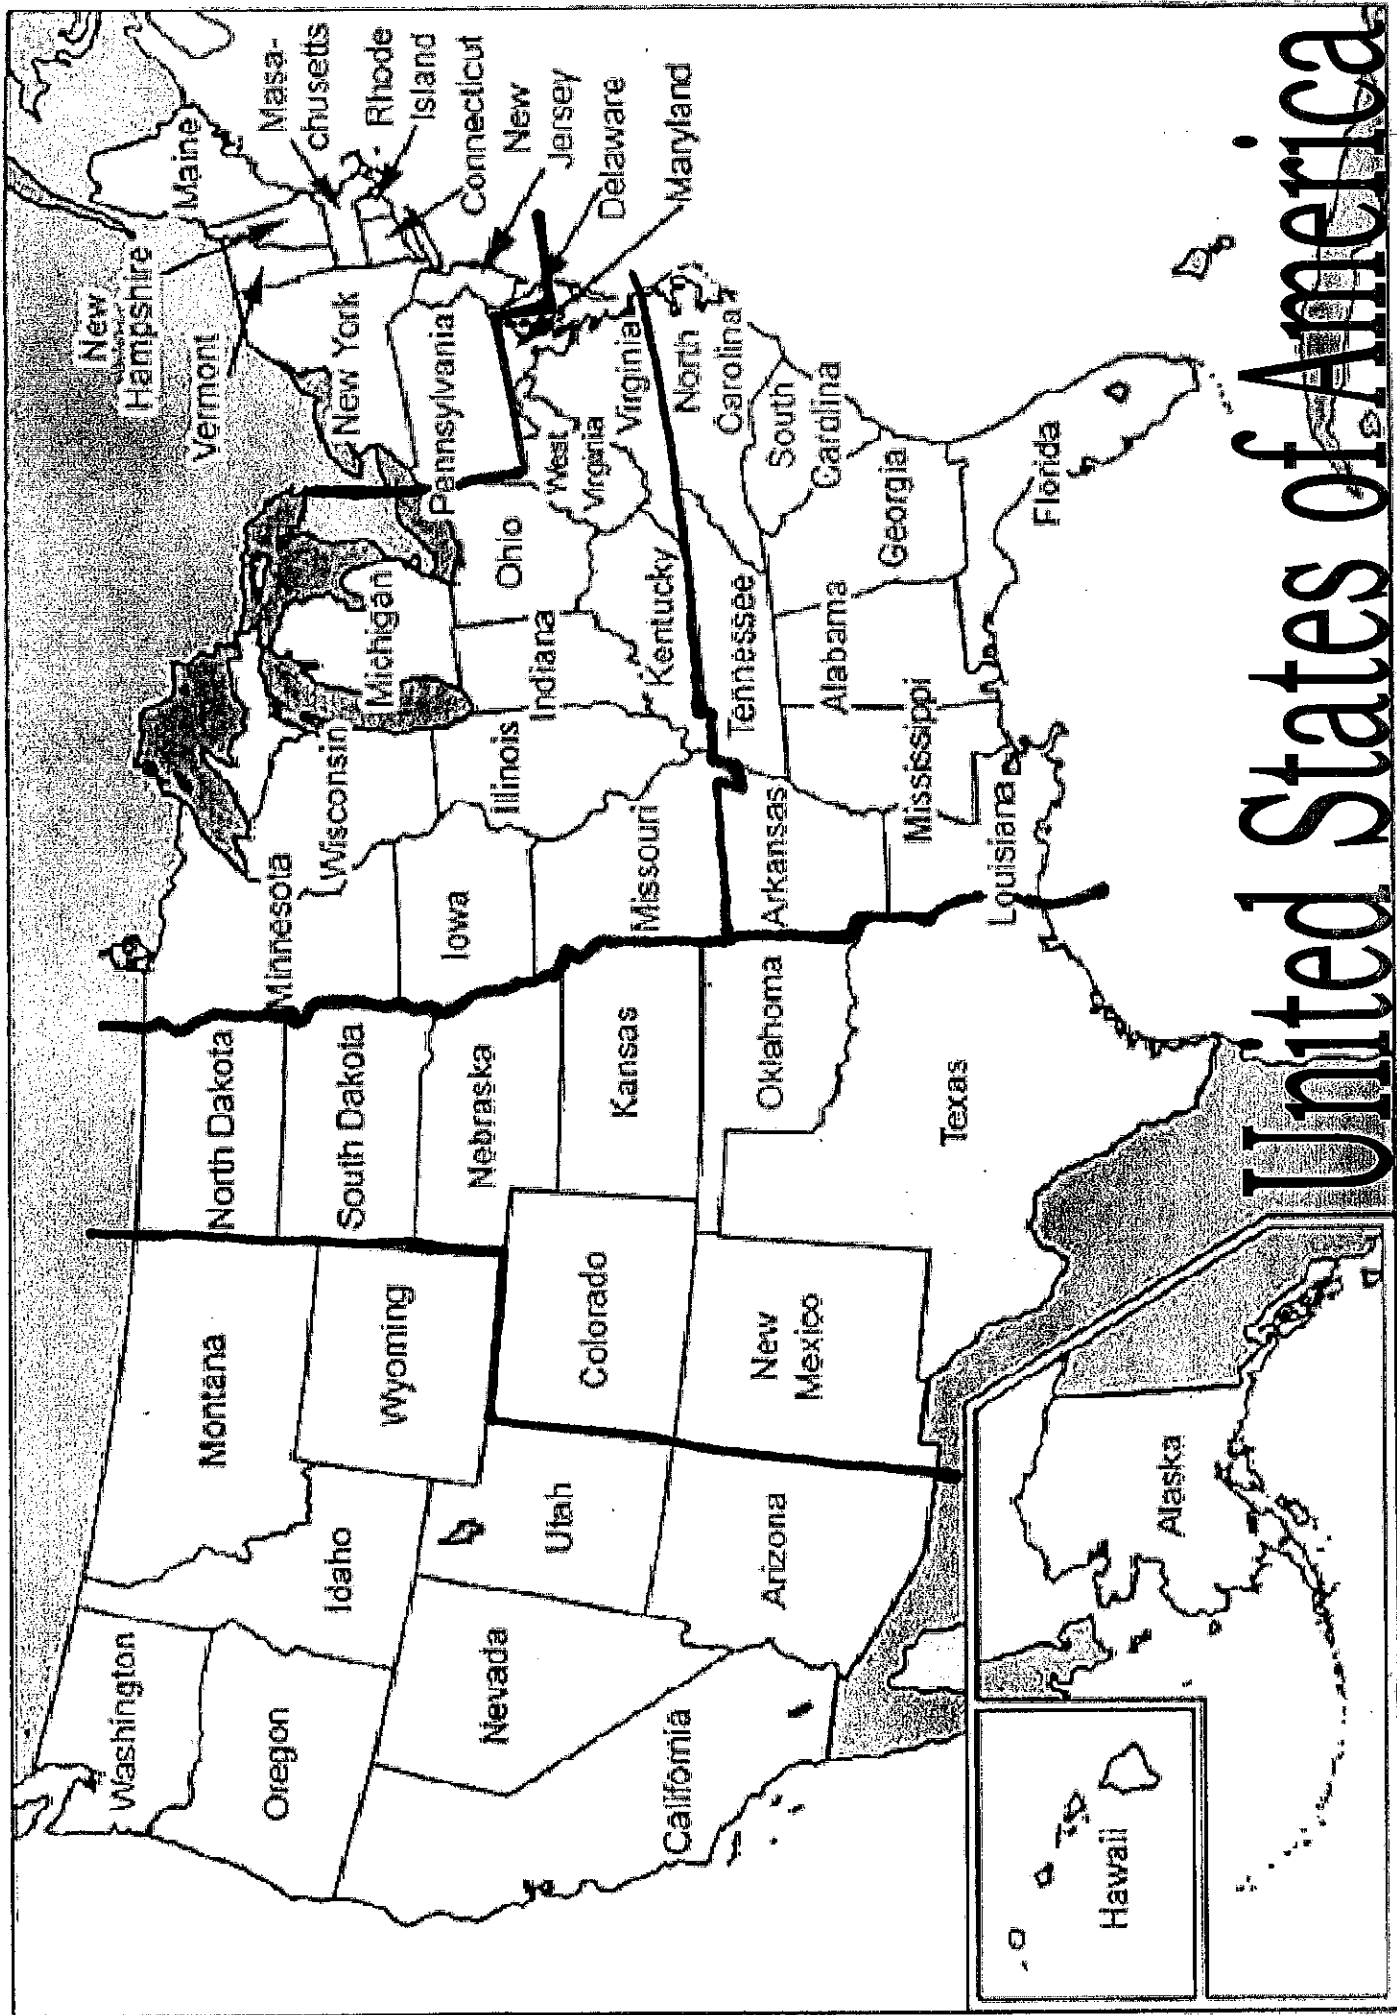 Washington
Oregon
California
Nevada
Idaho
Montana
Wyoming
Utah
Arizona
Colorado
New
Mexico
North Dakota
South Dakota
Nebraska
Kansas
Oklahoma
Texas
Minnesota
Iowa
Missouri
Arkansas
Louisiana
Wisconsin
Illinois
Michigan
Indiana
Ohio
Kentucky
Tennessee
Mississippi
Alabama
Georgia
Florida
South
Carolina
North
Carolina
Virginia
West
Virginia
Pennsylvania
New York
Vermont
New
Hampshire
Maine
Masa-
chusetts
Rhode
Island
Connecticut
New
Jersey
Delaware
Maryland
Hawaii
Alaska
United States of America